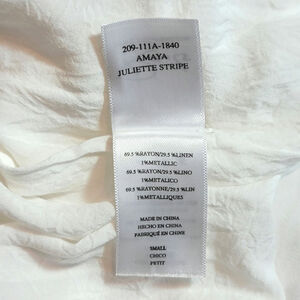 209-111A-1840
AMAYA
JULIETTE STRIPE
69.5 %RAYON/29.5 %LINEN
1%METALLIC
69.5 %RAYON/29.5 %LINO
1%METALICO
69.5 %RAYONNE/29.5 %LIN
1%METALLIQUES
MADE IN CHINA
HECHO EN CHINA
FABRIQUÉ EN CHINE
SMALL
CHICO
PETIT